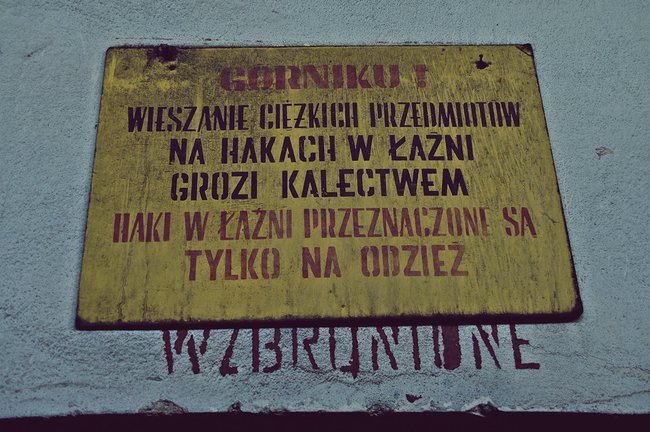 GÓRNIKU!
WIESZANIE CIĘŻKICH PRZEDMIOTÓW
NA HAKACH W ŁAŹNI
GROZI KALECTWEM
HAKI W ŁAŹNI PRZEZNACZONE SĄ
TYLKO NA ODZIEŻ
WZBRONIONE